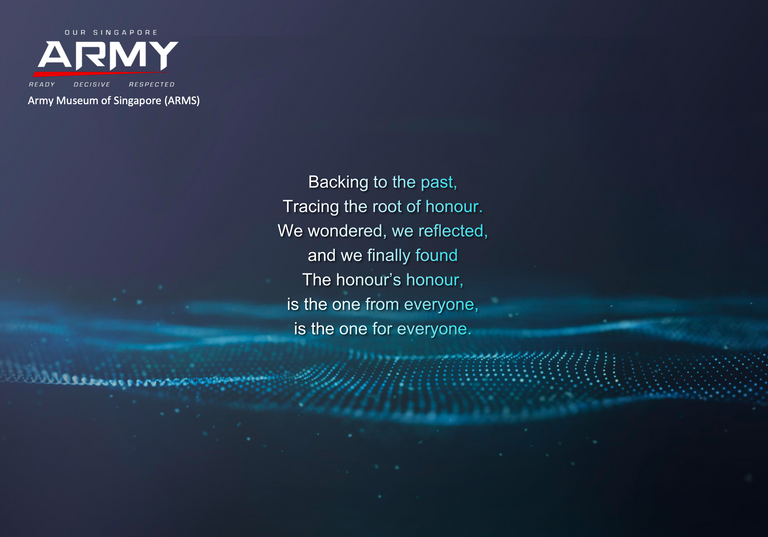 OUR SINGAPORE
ARMY
READY DECISIVE RESPECTED
Army Museum of Singapore (ARMS)
Backing to the past,
Tracing the root of honour.
We wondered, we reflected,
and we finally found
The honour’s honour,
is the one from everyone,
is the one for everyone.